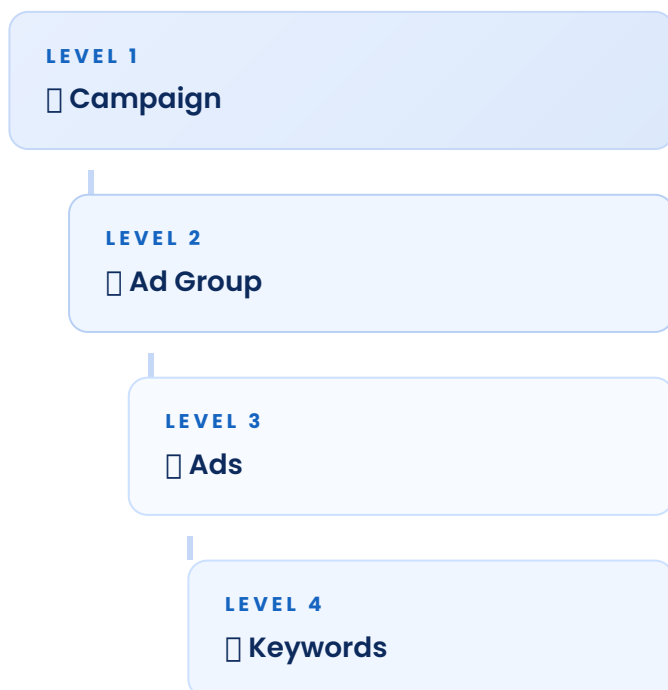 LEVEL 1
Campaign
LEVEL 2
Ad Group
LEVEL 3
Ads
LEVEL 4
Keywords